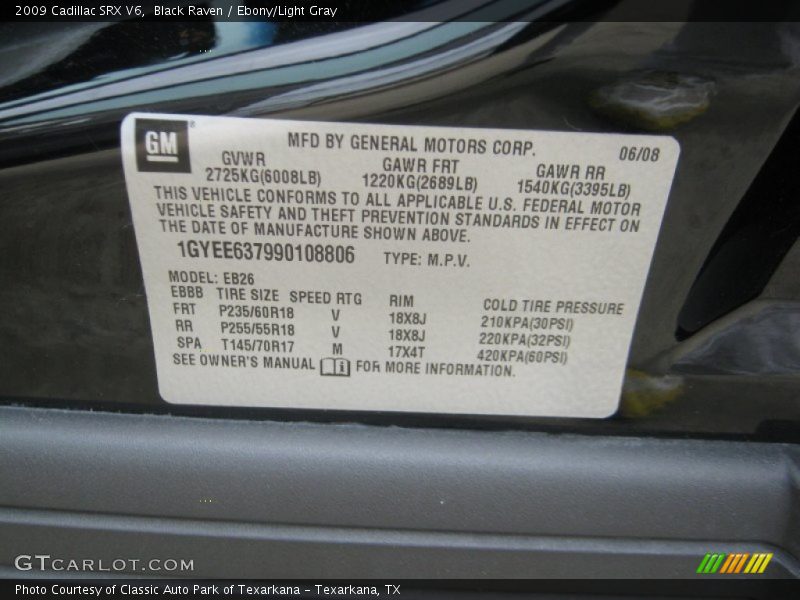 2009 Cadillac SRX V6, Black Raven / Ebony/Light Gray
GM® MFD BY GENERAL MOTORS CORP. 06/08
GVWR GAWR FRT GAWR RR
2725KG(6008LB) 1220KG(2689LB) 1540KG(3395LB)
THIS VEHICLE CONFORMS TO ALL APPLICABLE U.S. FEDERAL MOTOR
VEHICLE SAFETY AND THEFT PREVENTION STANDARDS IN EFFECT ON
THE DATE OF MANUFACTURE SHOWN ABOVE.
1GYEE637990108806 TYPE: M.P.V.
MODEL: EB26
EBBB TIRE SIZE SPEED RTG RIM COLD TIRE PRESSURE
FRT P235/60R18 V 18X8J 210KPA(30PSI)
RR P255/55R18 V 18X8J 220KPA(32PSI)
SPA T145/70R17 M 17X4T 420KPA(60PSI)
SEE OWNER'S MANUAL i FOR MORE INFORMATION.
GTCARLOT.COM
Photo Courtesy of Classic Auto Park of Texarkana - Texarkana, TX